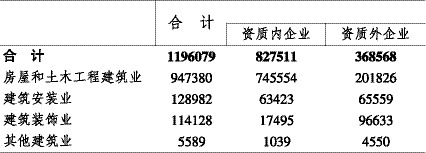 合 计
资质内企业 资质外企业
合 计 1196079 827511 368568
房屋和土木工程建筑业 947380 745554 201826
建筑安装业 128982 63423 65559
建筑装饰业 114128 17495 96633
其他建筑业 5589 1039 4550